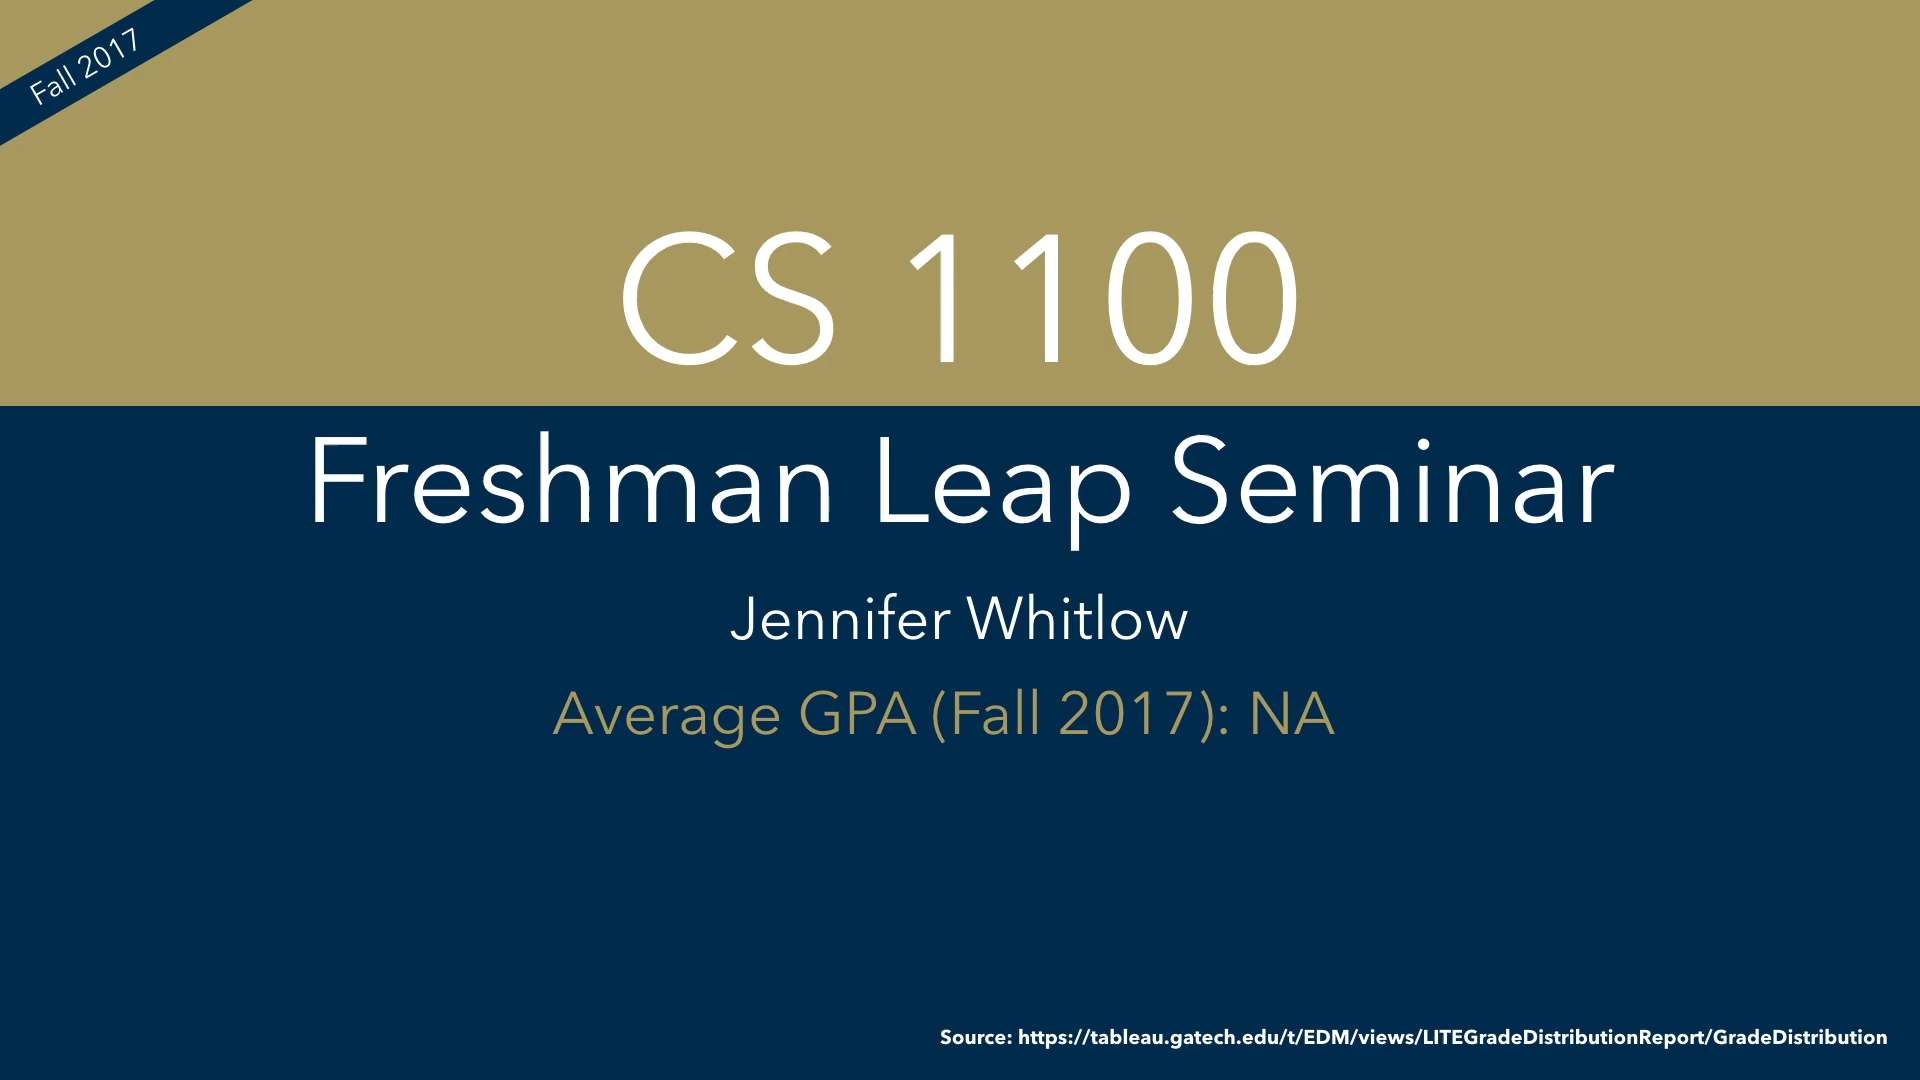 Fall 2017
CS 1100
Freshman Leap Seminar
Jennifer Whitlow
Average GPA (Fall 2017): NA
Source: https://tableau.gatech.edu/t/EDM/views/LITEGradeDistributionReport/GradeDistribution